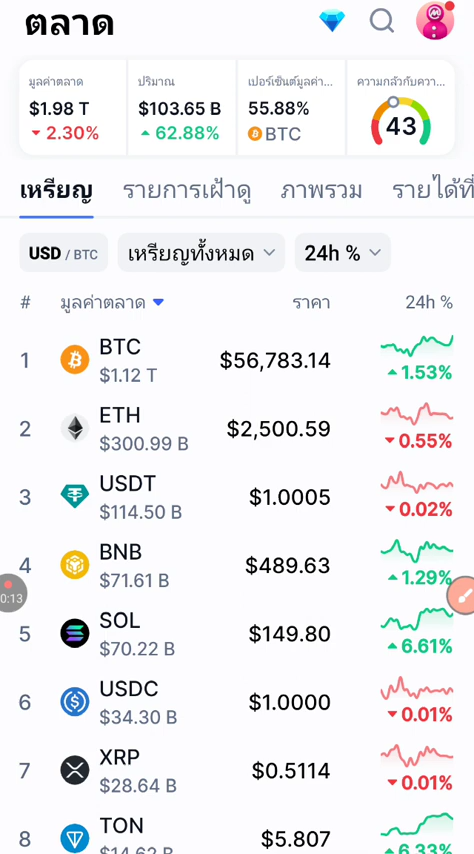 ตลาด
มูลค่าตลาด ปริมาณ เปอร์เซ็นต์มูลค่า... ความกลัวกับควา...
$1.98 T $103.65 B 55.88% 43
2.30% 62.88% BTC
เหรียญ รายการเฝ้าดู ภาพรวม รายได้ที่
USD / BTC เหรียญทั้งหมด 24h %
# มูลค่าตลาด ราคา 24h %
1 BTC $56,783.14
$1.12 T 1.53%
2 ETH $2,500.59
$300.99 B 0.55%
3 USDT $1.0005
$114.50 B 0.02%
4 BNB $489.63
$71.61 B 1.29%
0:13
5 SOL $149.80
$70.22 B 6.61%
6 USDC $1.0000
$34.30 B 0.01%
7 XRP $0.5114
$28.64 B 0.01%
8 TON $5.807
$14.62 B 6.33%